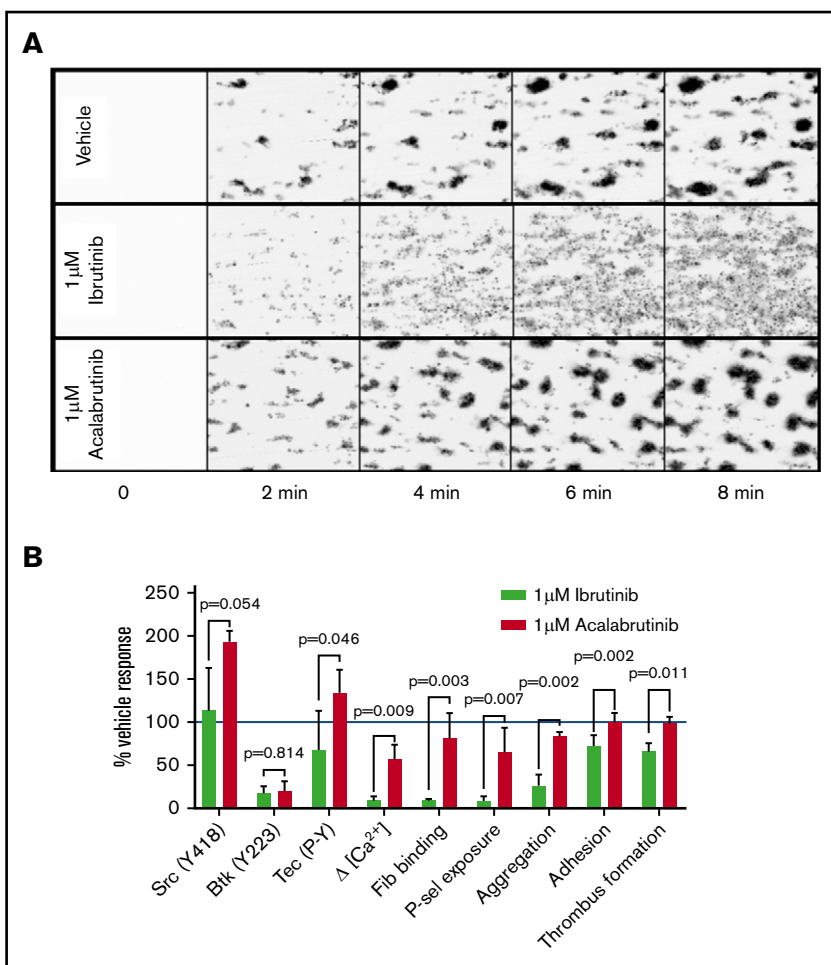 A
Vehicle
1µM
Ibrutinib
1µM
Acalabrutinib
0 2 min 4 min 6 min 8 min
B
% vehicle response
250
200
150
100
50
0
1µM Ibrutinib
1µM Acalabrutinib
p=0.054
p=0.814
p=0.046
p=0.009
p=0.003
p=0.007
p=0.002
p=0.002
p=0.011
Src (Y418)
Btk (Y223)
Tec (P-Y)
Δ [Ca²⁺]
Fib binding
P-sel exposure
Aggregation
Adhesion
Thrombus formation